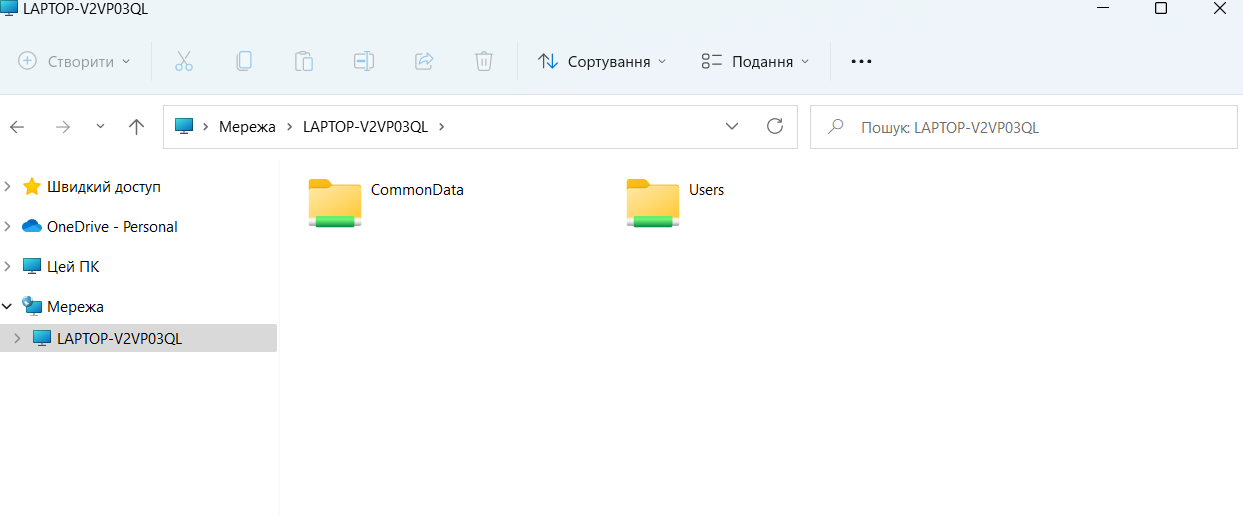 LAPTOP-V2VP03QL
Створити
Сортування
Подання
Мережа
LAPTOP-V2VP03QL
Пошук: LAPTOP-V2VP03QL
Швидкий доступ
OneDrive - Personal
Цей ПК
Мережа
LAPTOP-V2VP03QL
CommonData
Users